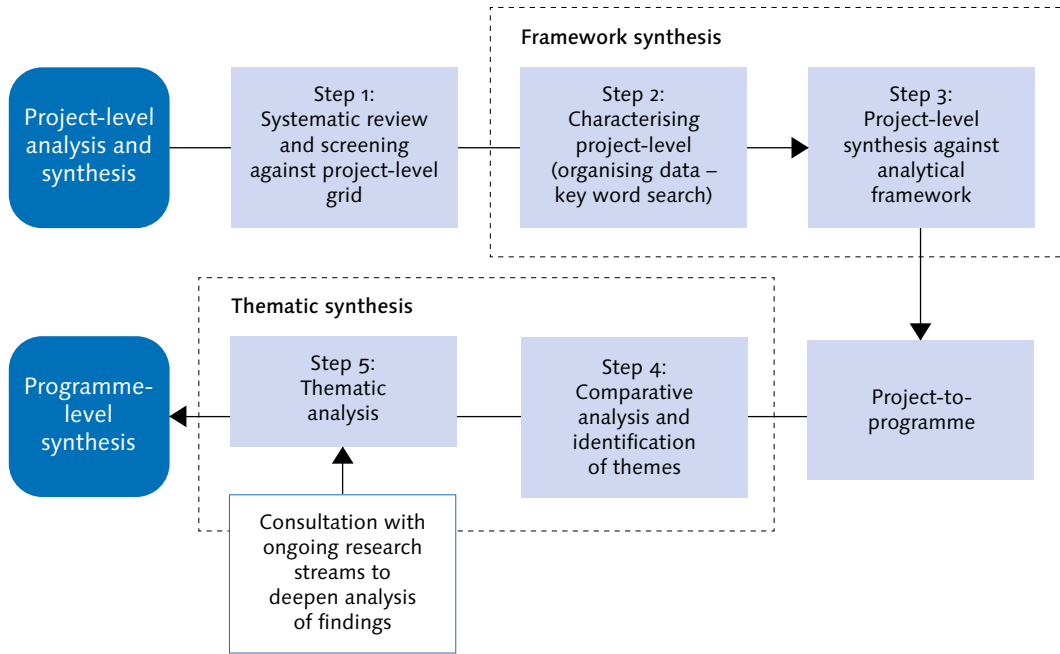 Framework synthesis
Project-level
analysis and
synthesis
Step 1:
Systematic review
and screening
against project-level
grid
Step 2:
Characterising
project-level
(organising data –
key word search)
Step 3:
Project-level
synthesis against
analytical
framework
Thematic synthesis
Programme-
level
synthesis
Step 5:
Thematic
analysis
Step 4:
Comparative
analysis and
identification
of themes
Project-to-
programme
Consultation with
ongoing research
streams to
deepen analysis
of findings